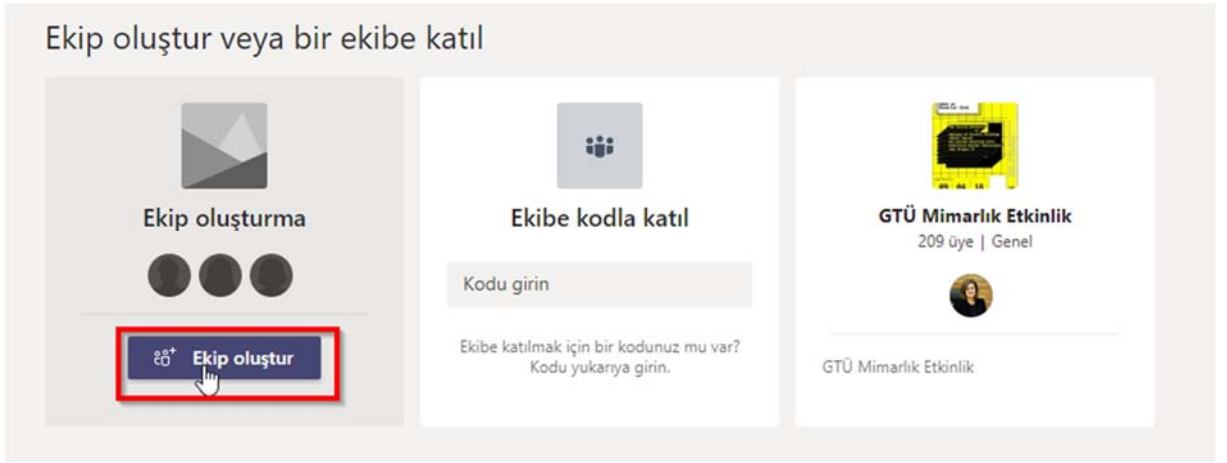 Ekip oluştur veya bir ekibe katıl
Ekip oluşturma
Ekip oluştur
Ekibe kodla katıl
Kodu girin
Ekibe katılmak için bir kodunuz mu var?
Kodu yukarıya girin.
GTÜ Mimarlık Etkinlik
209 üye | Genel
GTÜ Mimarlık Etkinlik